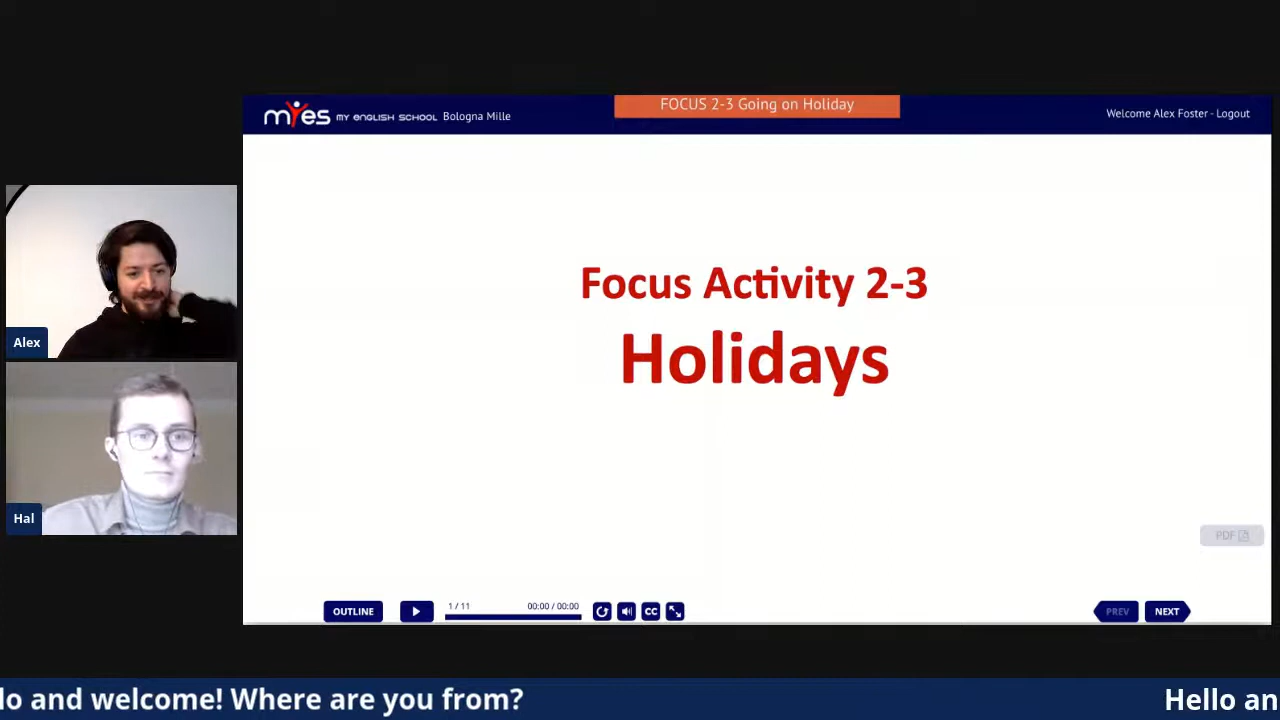 FOCUS 2-3 Going on Holiday
myes MY ENGLISH SCHOOL Bologna Mille
Welcome Alex Foster - Logout
Focus Activity 2-3
Holidays
Alex
Hal
PDF
OUTLINE
1 / 11
00:00 / 00:00
CC
PREV
NEXT
lo and welcome! Where are you from?
Hello an